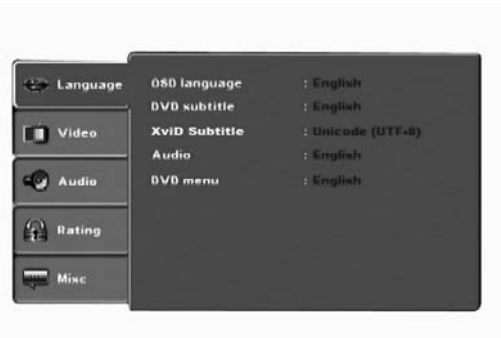 Language
Video
Audio
Rating
Misc
OSD language : English
DVD subtitle : English
XviD Subtitle : Unicode (UTF-8)
Audio : English
DVD menu : English